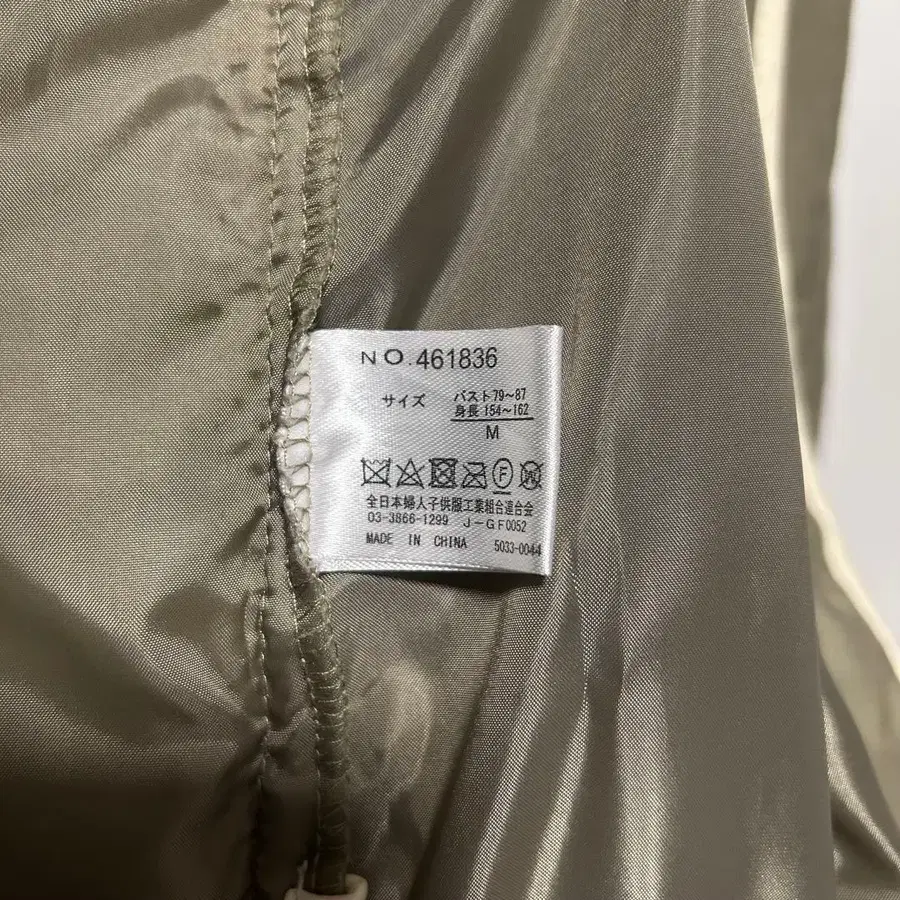 NO.461836
サイズ バスト79～87
身長 154～162
M
全日本婦人子供服工業組合連合会
03-3866-1299 J-GF0052
MADE IN CHINA 5033-0044